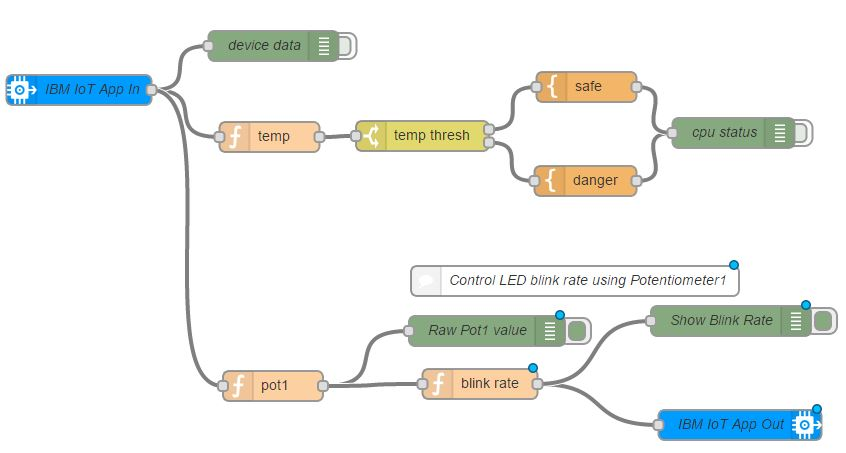 device data
IBM IoT App In
safe
temp
temp thresh
cpu status
danger
Control LED blink rate using Potentiometer1
Raw Pot1 value
Show Blink Rate
pot1
blink rate
IBM IoT App Out